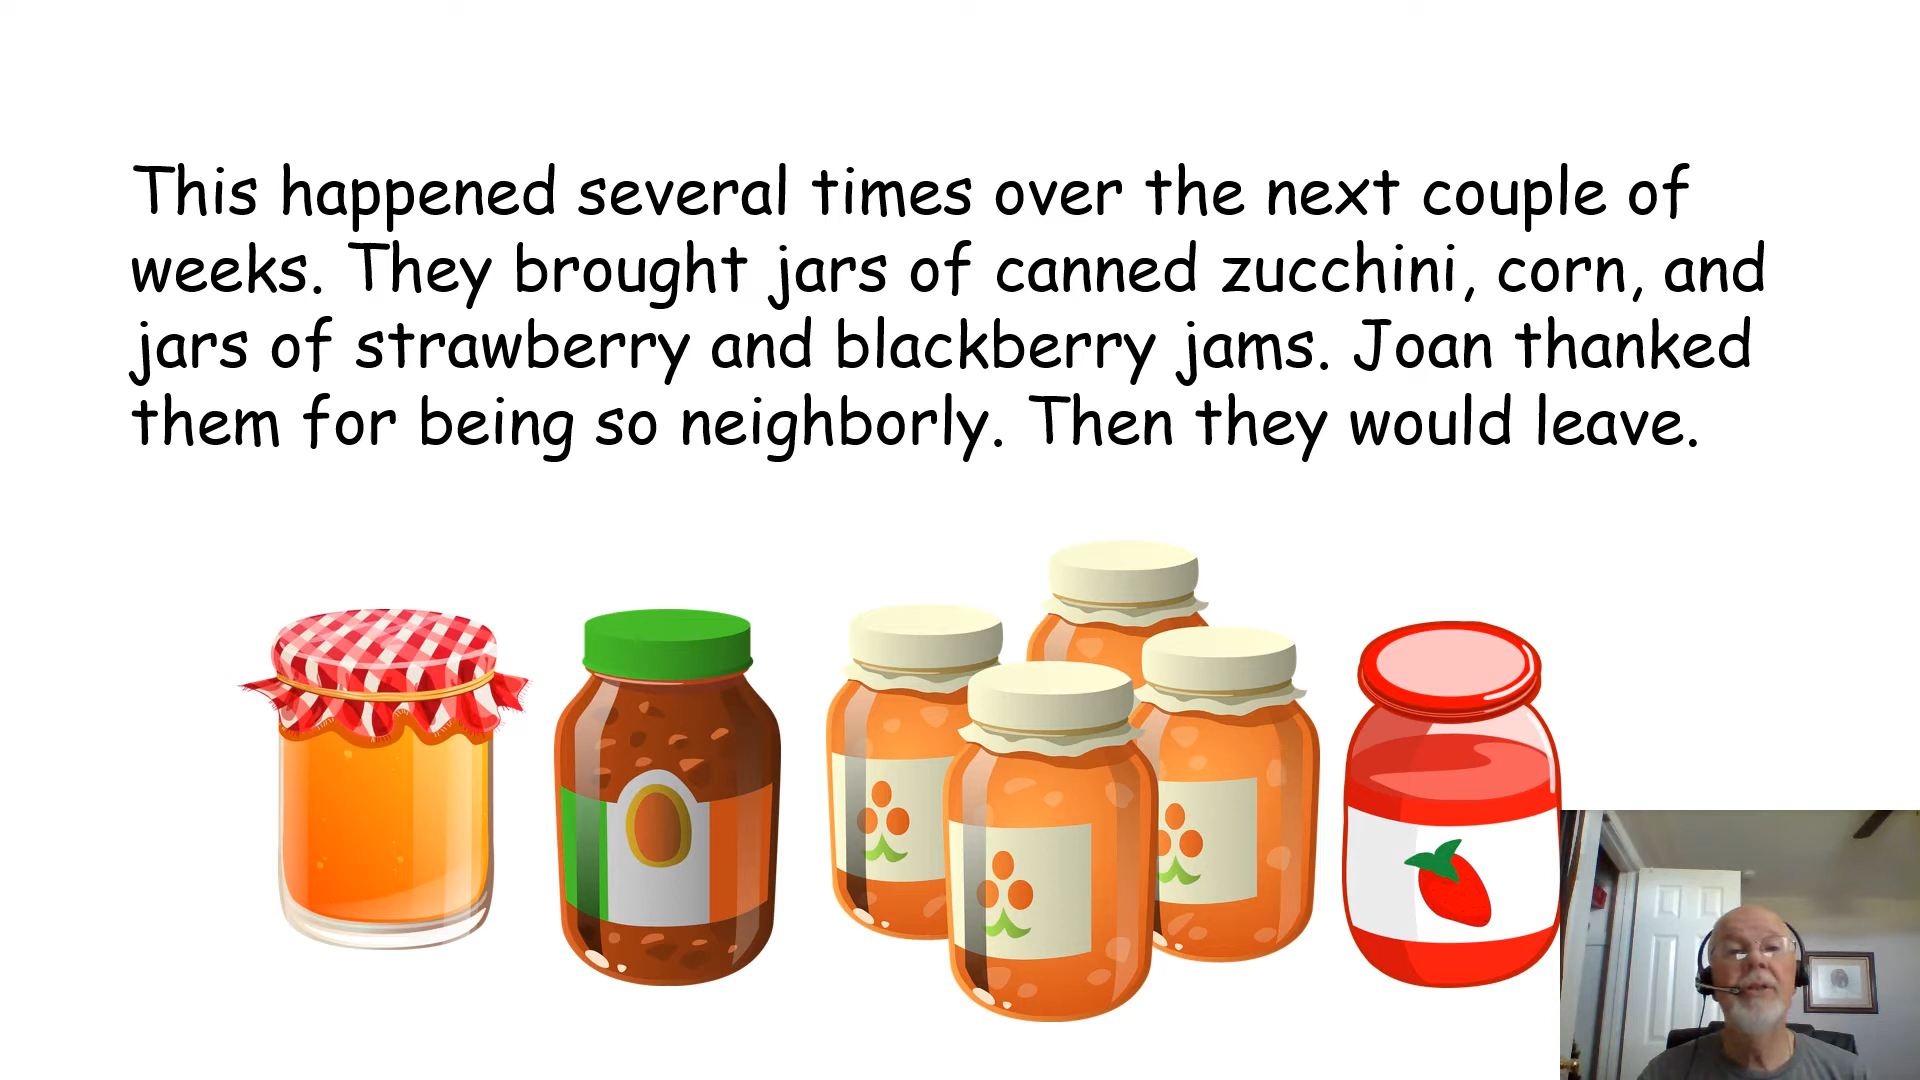 This happened several times over the next couple of
weeks. They brought jars of canned zucchini, corn, and
jars of strawberry and blackberry jams. Joan thanked
them for being so neighborly. Then they would leave.